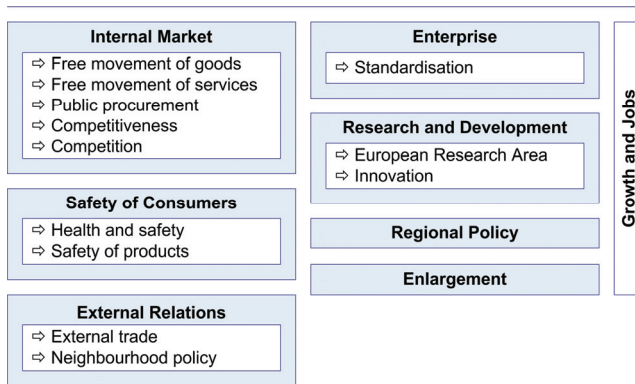 Internal Market
⇨ Free movement of goods
⇨ Free movement of services
⇨ Public procurement
⇨ Competitiveness
⇨ Competition
Safety of Consumers
⇨ Health and safety
⇨ Safety of products
External Relations
⇨ External trade
⇨ Neighbourhood policy
Enterprise
⇨ Standardisation
Research and Development
⇨ European Research Area
⇨ Innovation
Regional Policy
Enlargement
Growth and Jobs